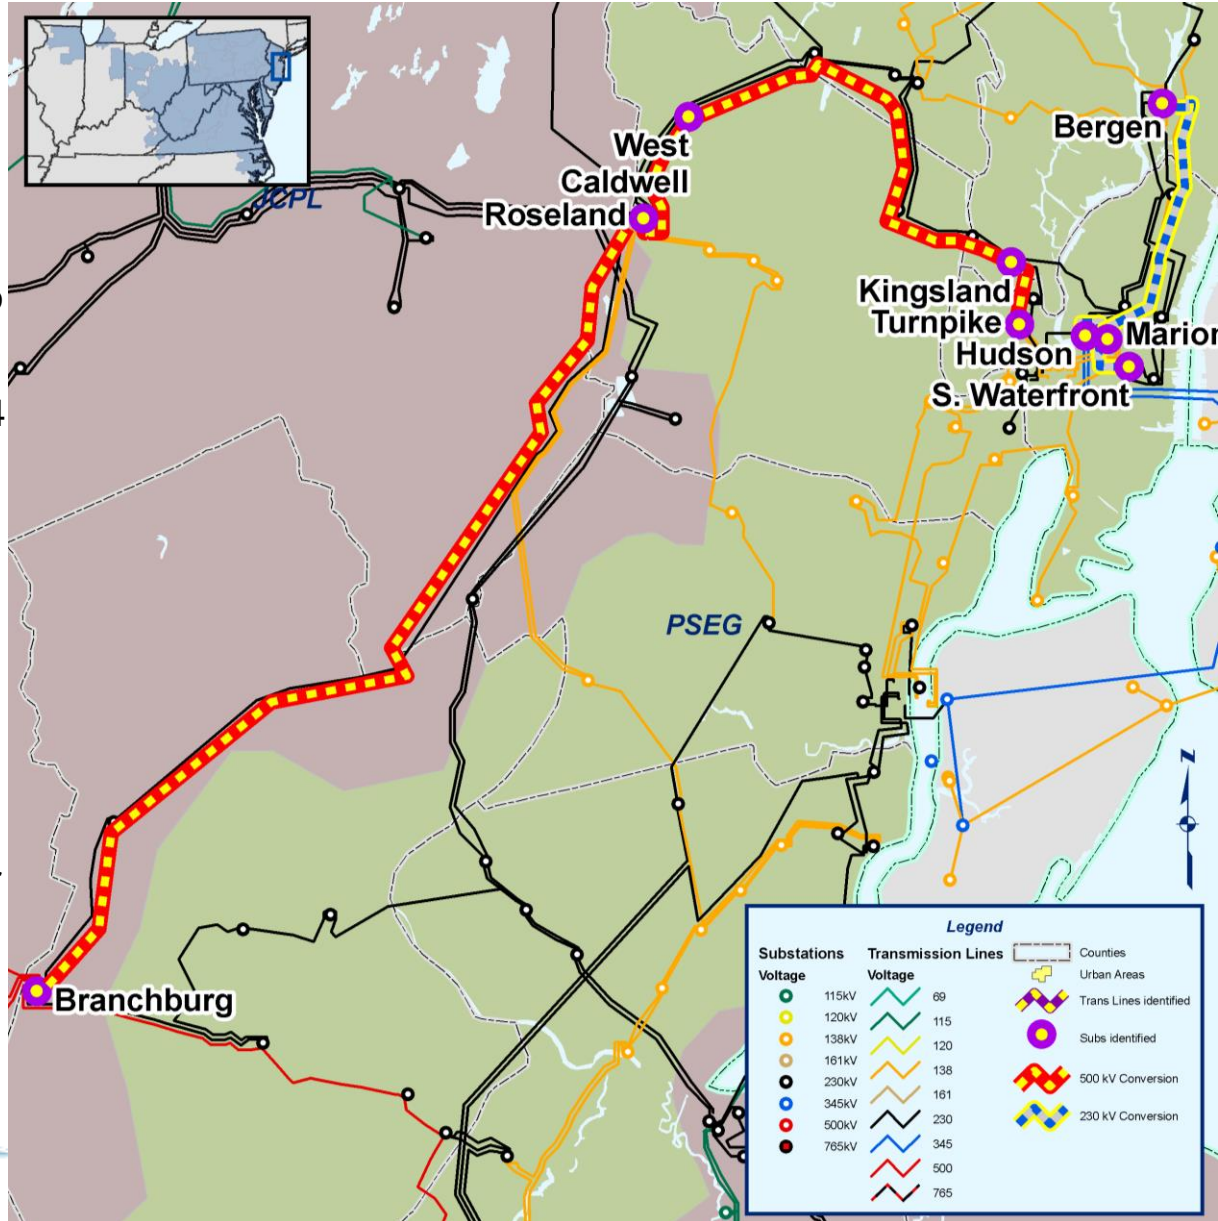 JCPL
West
Caldwell
Roseland
Bergen
Kingsland
Turnpike
Hudson
Marion
S. Waterfront
PSEG
Branchburg
Z
Legend
Substations
Voltage
115kV
120kV
138kV
161kV
230kV
345kV
500kV
765kV
Transmission Lines
Voltage
69
115
120
138
161
230
345
500
765
Counties
Urban Areas
Trans Lines identified
Subs identified
500 kV Conversion
230 kV Conversion